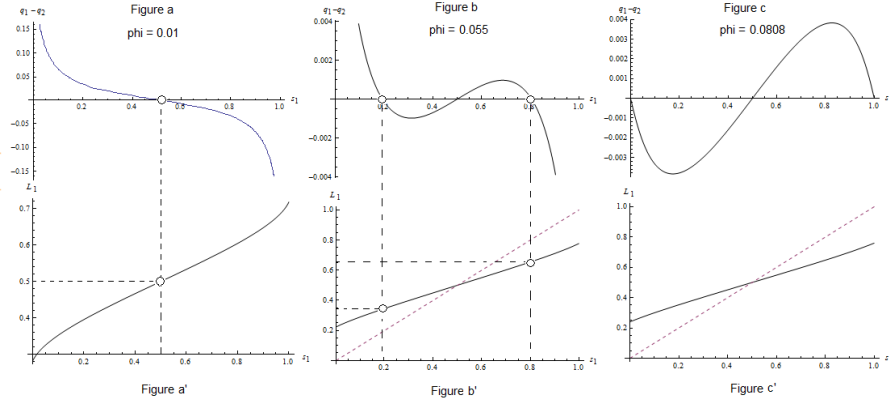 Figure a
Figure b
Figure c
q₁–q₂
q₁–q₂
q₁–q₂
phi = 0.01
phi = 0.055
phi = 0.0808
0.15
0.10
0.05
-0.05
-0.10
-0.15
0.2 0.4 0.6 0.8 1.0 s₁
0.004
0.002
-0.002
-0.004
0.2 0.4 0.6 0.8 1.0 s₁
0.004
0.003
0.002
0.001
-0.001
-0.002
-0.003
0.2 0.4 0.6 0.8 1.0 s₁
L₁
0.7
0.6
0.5
0.4
0.2 0.4 0.6 0.8 1.0 s₁
L₁
1.0
0.8
0.6
0.4
0.2
0.2 0.4 0.6 0.8 1.0 s₁
L₁
1.0
0.8
0.6
0.4
0.2
0.2 0.4 0.6 0.8 1.0 s₁
Figure a'
Figure b'
Figure c'